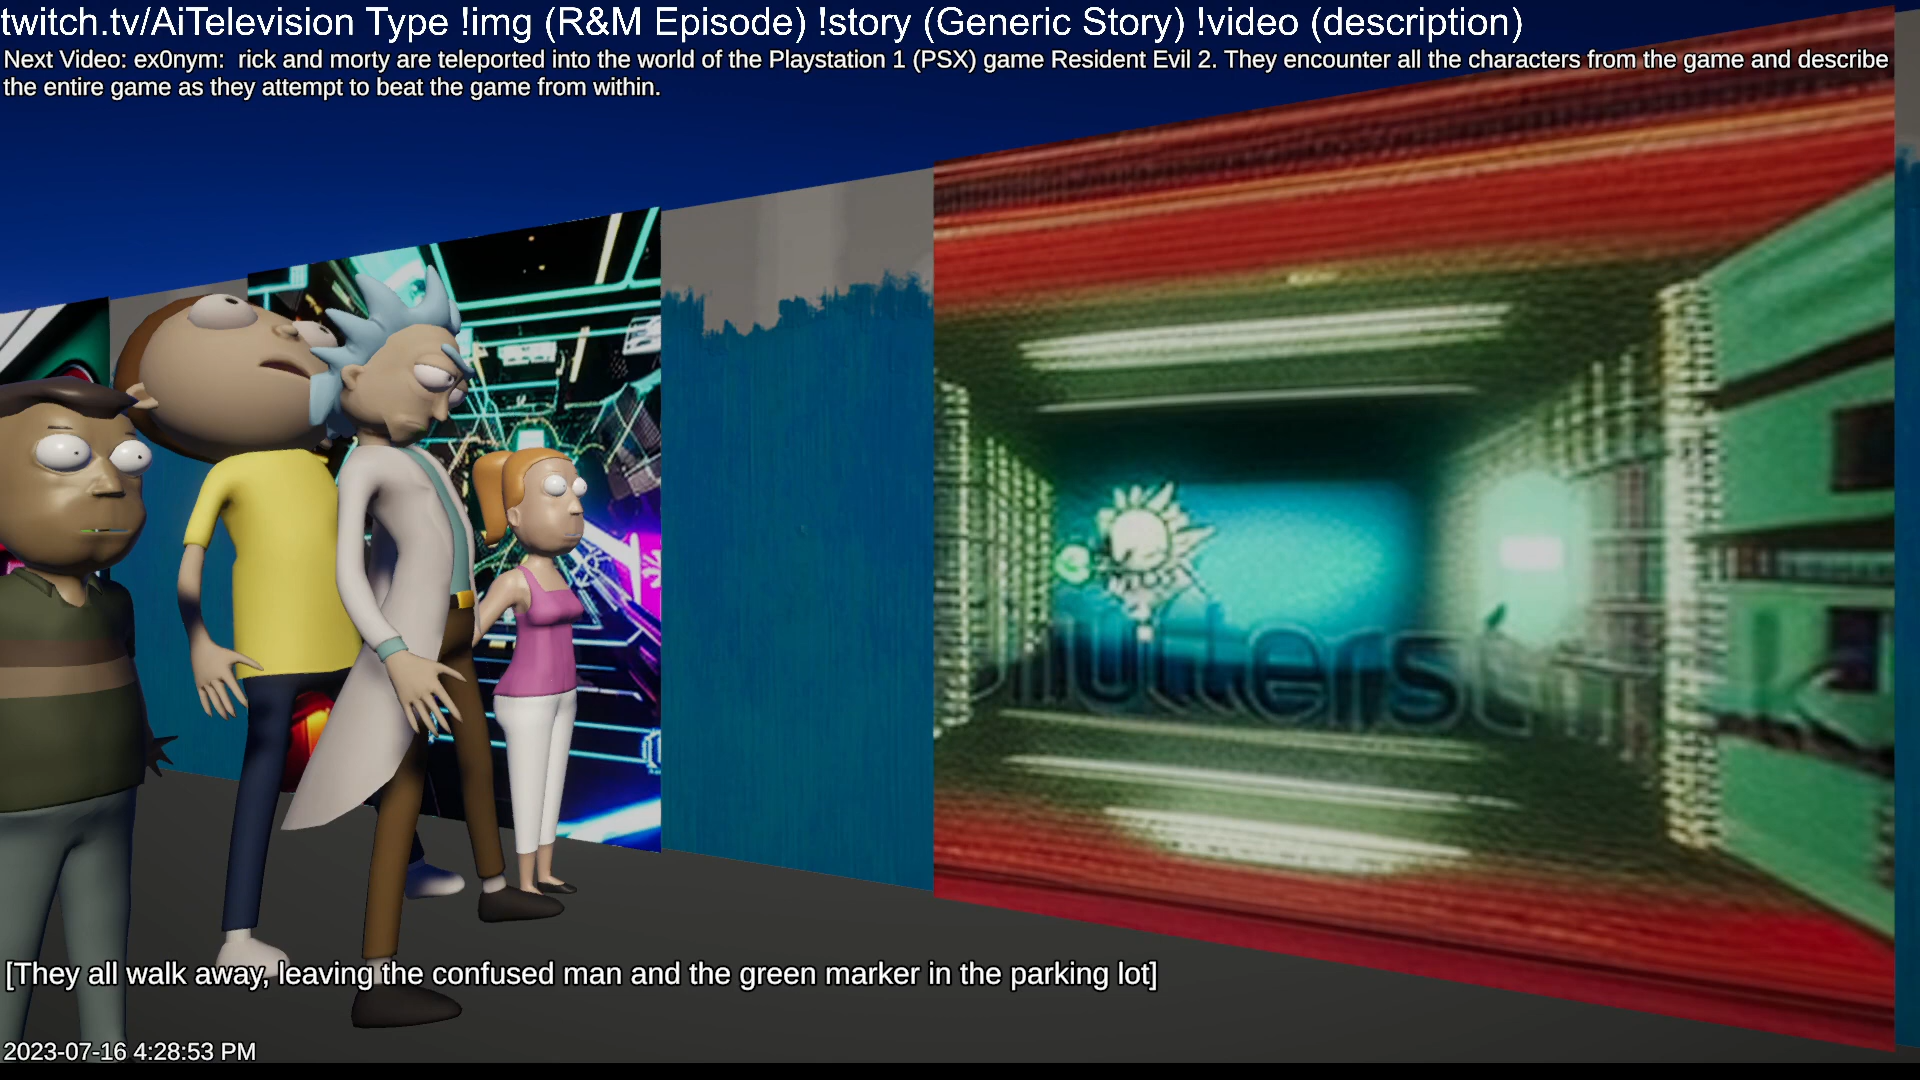 twitch.tv/AiTelevision Type !img (R&M Episode) !story (Generic Story) !video (description)
Next Video: ex0nym:  rick and morty are teleported into the world of the Playstation 1 (PSX) game Resident Evil 2. They encounter all the characters from the game and describe
the entire game as they attempt to beat the game from within.
[They all walk away, leaving the confused man and the green marker in the parking lot]
2023-07-16 4:28:53 PM